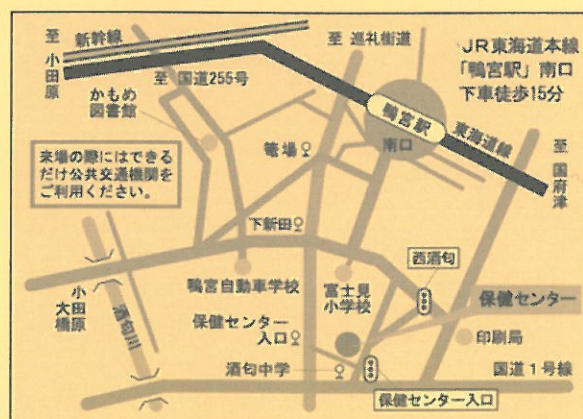 至 小田原
新幹線
至 国道255号
至 巡礼街道
JR東海道本線
「鴨宮駅」南口
下車徒歩15分
かもめ
図書館
鴨宮駅
東海道線
南口
至 国府津
篭場
来場の際にはできる
だけ公共交通機関を
ご利用ください。
下新田
西酒匂
鴨宮自動車学校
富士見
小学校
保健センター
小田原
大橋
酒匂川
保健センター
入口
印刷局
酒匂中学
国道1号線
保健センター入口